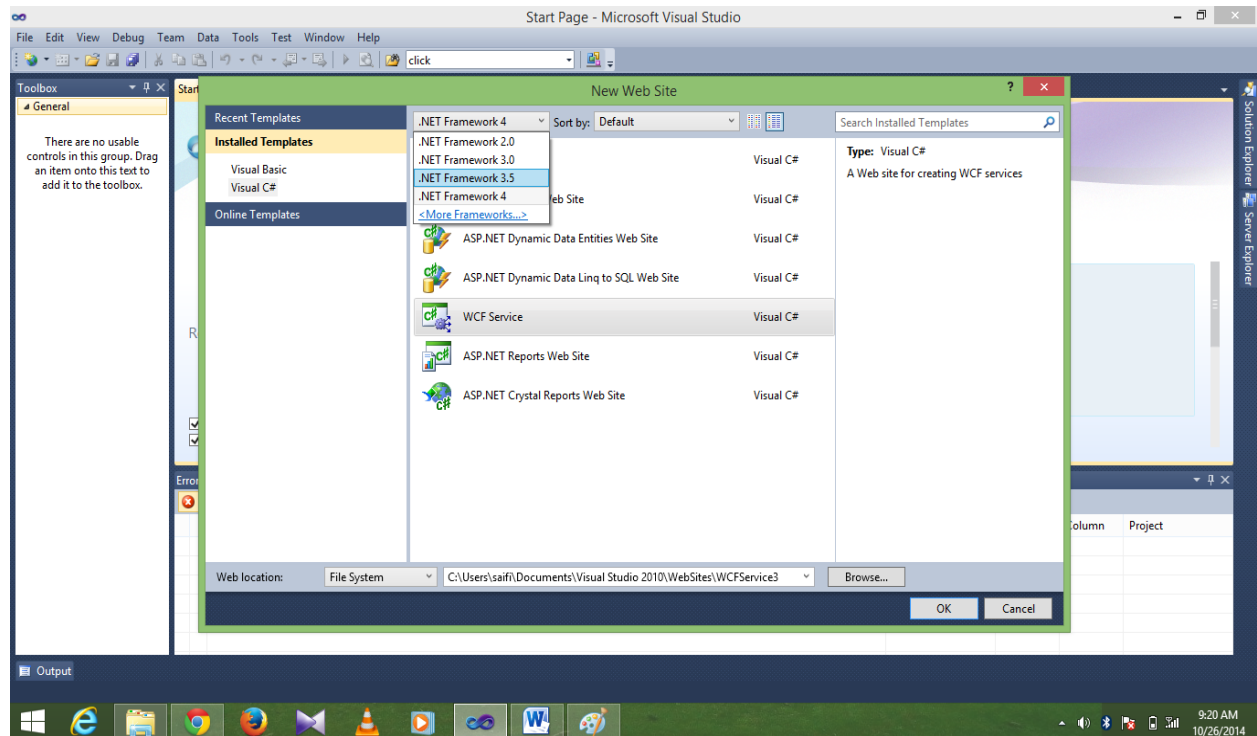 Start Page - Microsoft Visual Studio
File Edit View Debug Team Data Tools Test Window Help
click
Toolbox
General
There are no usable
controls in this group. Drag
an item onto this text to
add it to the toolbox.
Start
New Web Site
?
Recent Templates
Installed Templates
Visual Basic
Visual C#
Online Templates
.NET Framework 4
Sort by: Default
.NET Framework 2.0
.NET Framework 3.0
.NET Framework 3.5
.NET Framework 4
<More Frameworks...>
Visual C#
Web Site Visual C#
ASP.NET Dynamic Data Entities Web Site Visual C#
ASP.NET Dynamic Data Linq to SQL Web Site Visual C#
WCF Service Visual C#
ASP.NET Reports Web Site Visual C#
ASP.NET Crystal Reports Web Site Visual C#
Search Installed Templates
Type: Visual C#
A Web site for creating WCF services
Web location: File System C:\Users\saifi\Documents\Visual Studio 2010\WebSites\WCFService3 Browse...
OK Cancel
R
Solution Explorer
Server Explorer
Error
Column Project
Output
9:20 AM
10/26/2014